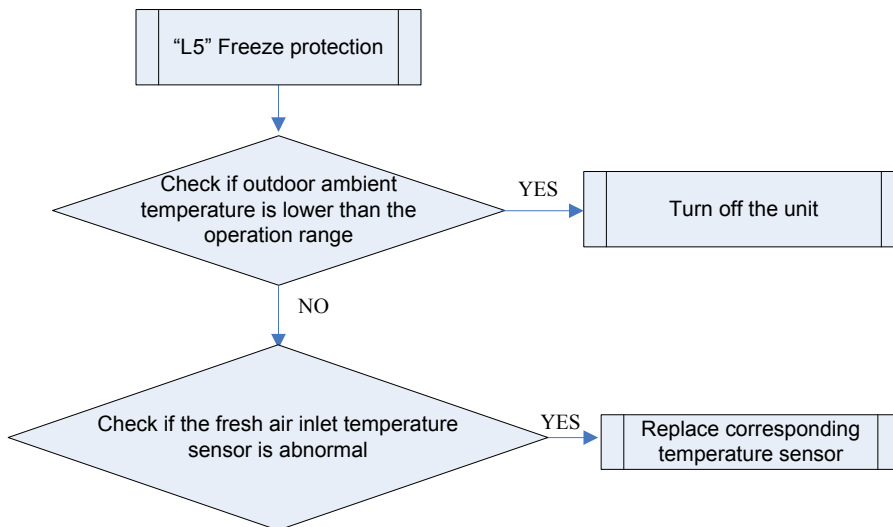 “L5” Freeze protection
Check if outdoor ambient
temperature is lower than the
operation range
YES
Turn off the unit
NO
Check if the fresh air inlet temperature
sensor is abnormal
YES
Replace corresponding
temperature sensor